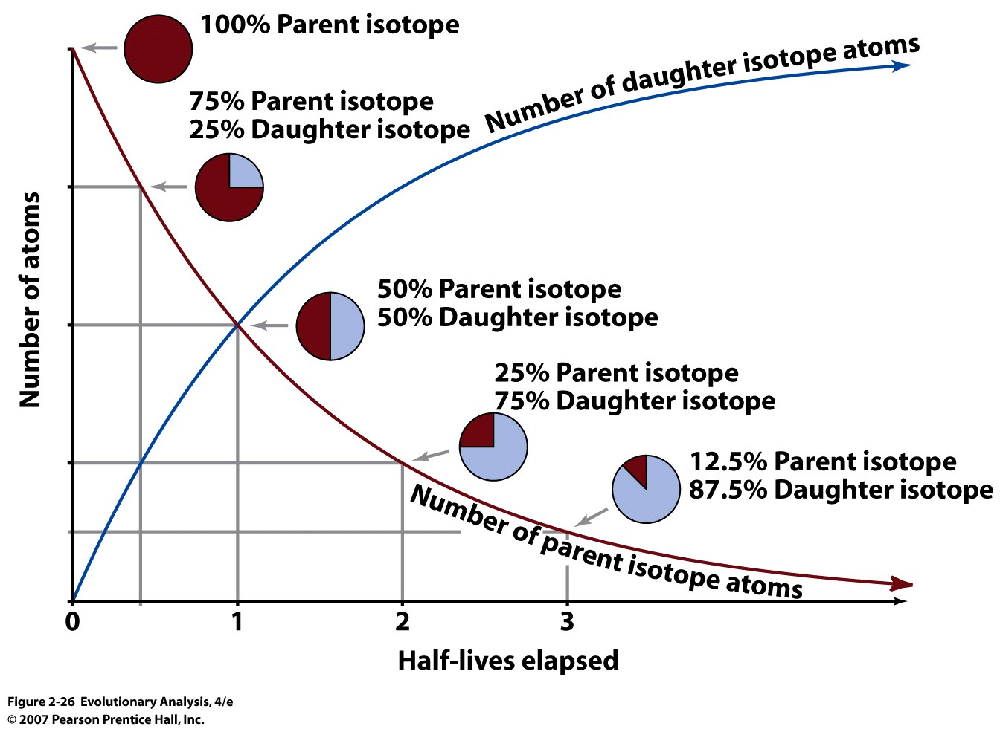 100% Parent isotope
75% Parent isotope
25% Daughter isotope
Number of daughter isotope atoms
Number of atoms
50% Parent isotope
50% Daughter isotope
25% Parent isotope
75% Daughter isotope
12.5% Parent isotope
87.5% Daughter isotope
Number of parent isotope atoms
0 1 2 3
Half-lives elapsed
Figure 2-26 Evolutionary Analysis, 4/e
© 2007 Pearson Prentice Hall, Inc.